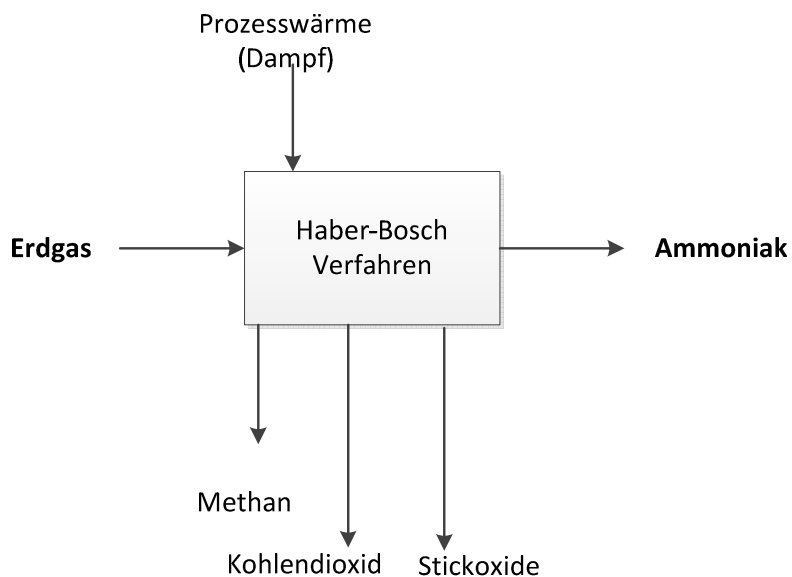 Prozesswärme
(Dampf)
Erdgas
Haber-Bosch
Verfahren
Ammoniak
Methan
Kohlendioxid
Stickoxide